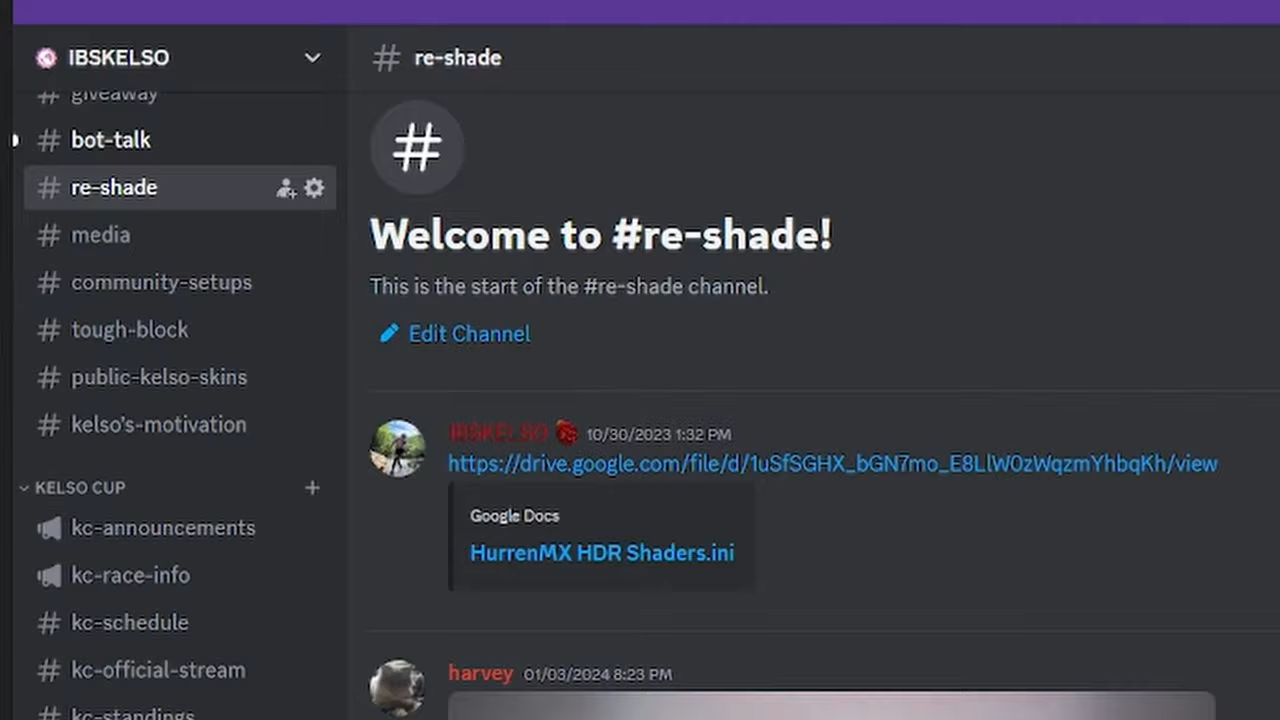 IBSKELSO
giveaway
bot-talk
re-shade
media
community-setups
tough-block
public-kelso-skins
kelso's-motivation
KELSO CUP
kc-announcements
kc-race-info
kc-schedule
kc-official-stream
kc-standings
# re-shade
#
Welcome to #re-shade!
This is the start of the #re-shade channel.
Edit Channel
IBSKELSO 10/30/2023 1:32 PM
https://drive.google.com/file/d/1uSfSGHX_bGN7mo_E8LlW0zWqzmYhbqKh/view
Google Docs
HurrenMX HDR Shaders.ini
harvey 01/03/2024 8:23 PM